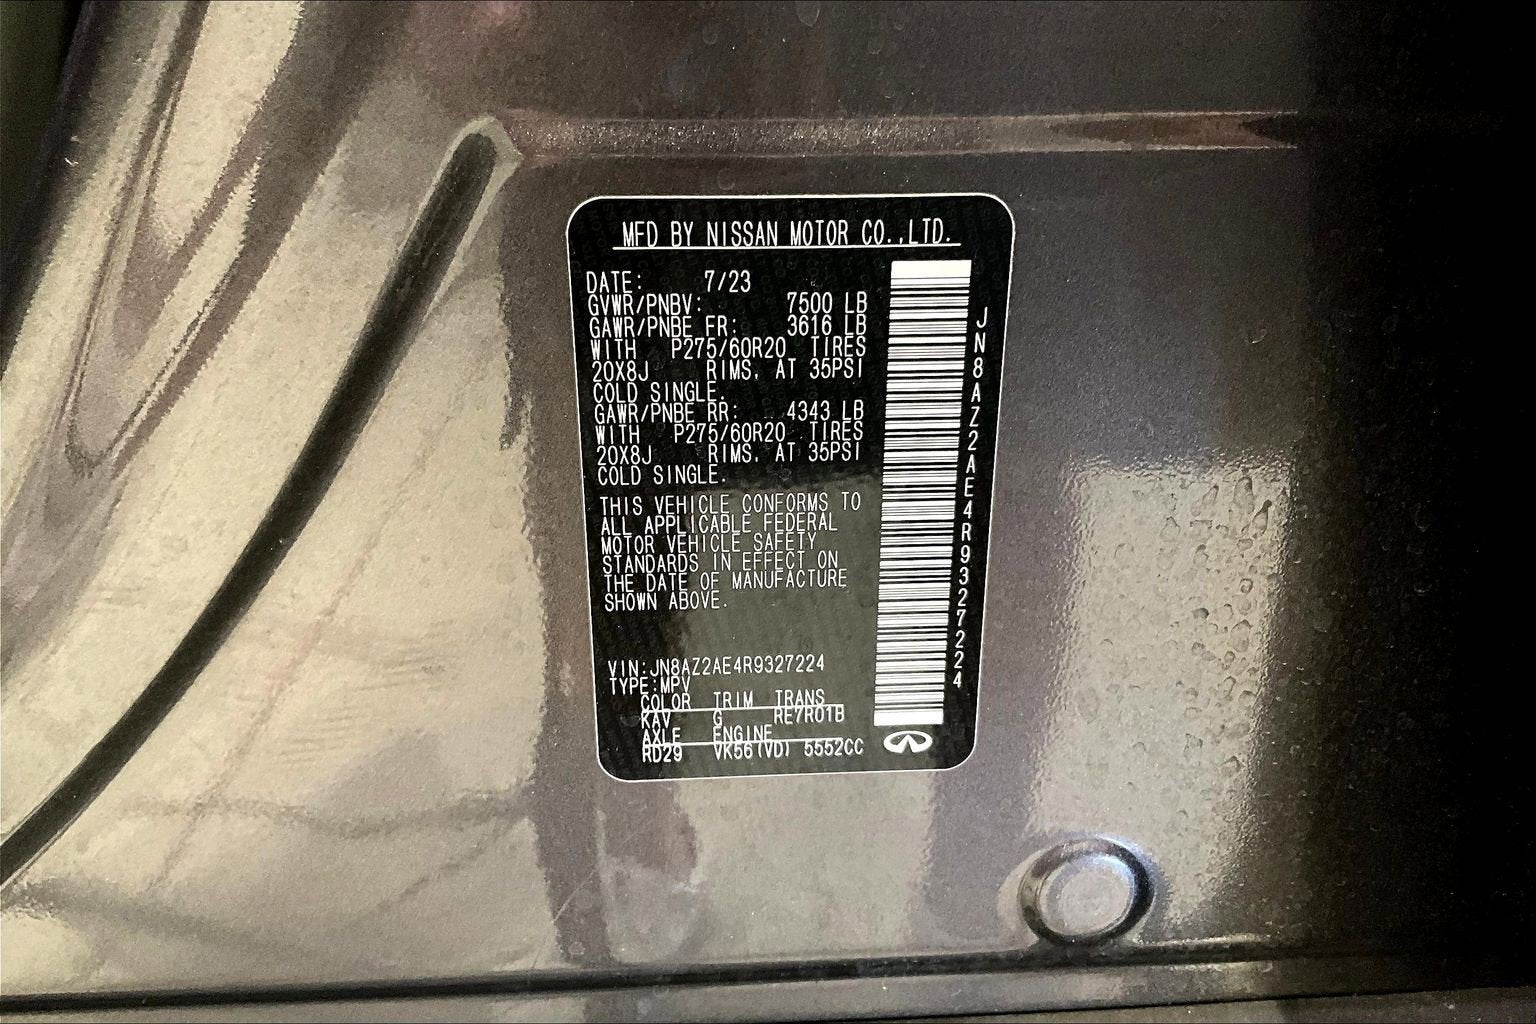 MFD BY NISSAN MOTOR CO.,LTD.
DATE: 7/23
GVWR/PNBV: 7500 LB
GAWR/PNBE FR: 3616 LB
WITH P275/60R20 TIRES
20X8J RIMS, AT 35PSI
COLD SINGLE.
GAWR/PNBE RR: 4343 LB
WITH P275/60R20 TIRES
20X8J RIMS, AT 35PSI
COLD SINGLE.
THIS VEHICLE CONFORMS TO
ALL APPLICABLE FEDERAL
MOTOR VEHICLE SAFETY
STANDARDS IN EFFECT ON
THE DATE OF MANUFACTURE
SHOWN ABOVE.
VIN:JN8AZ2AE4R9327224
TYPE:MPV
COLOR TRIM TRANS
KAV G RE7R01B
AXLE ENGINE
RD29 VK56(VD) 5552CC
JN8AZ2AE4R9327224